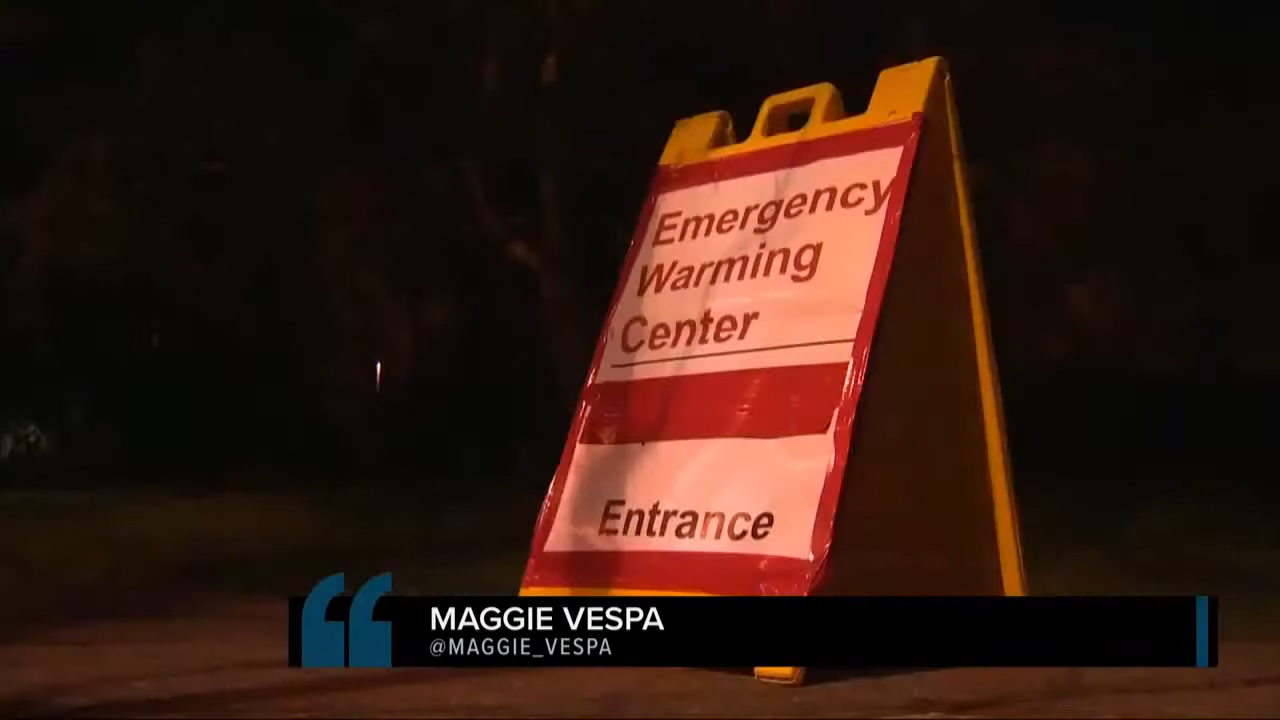 Emergency
Warming
Center
Entrance
MAGGIE VESPA
@MAGGIE_VESPA